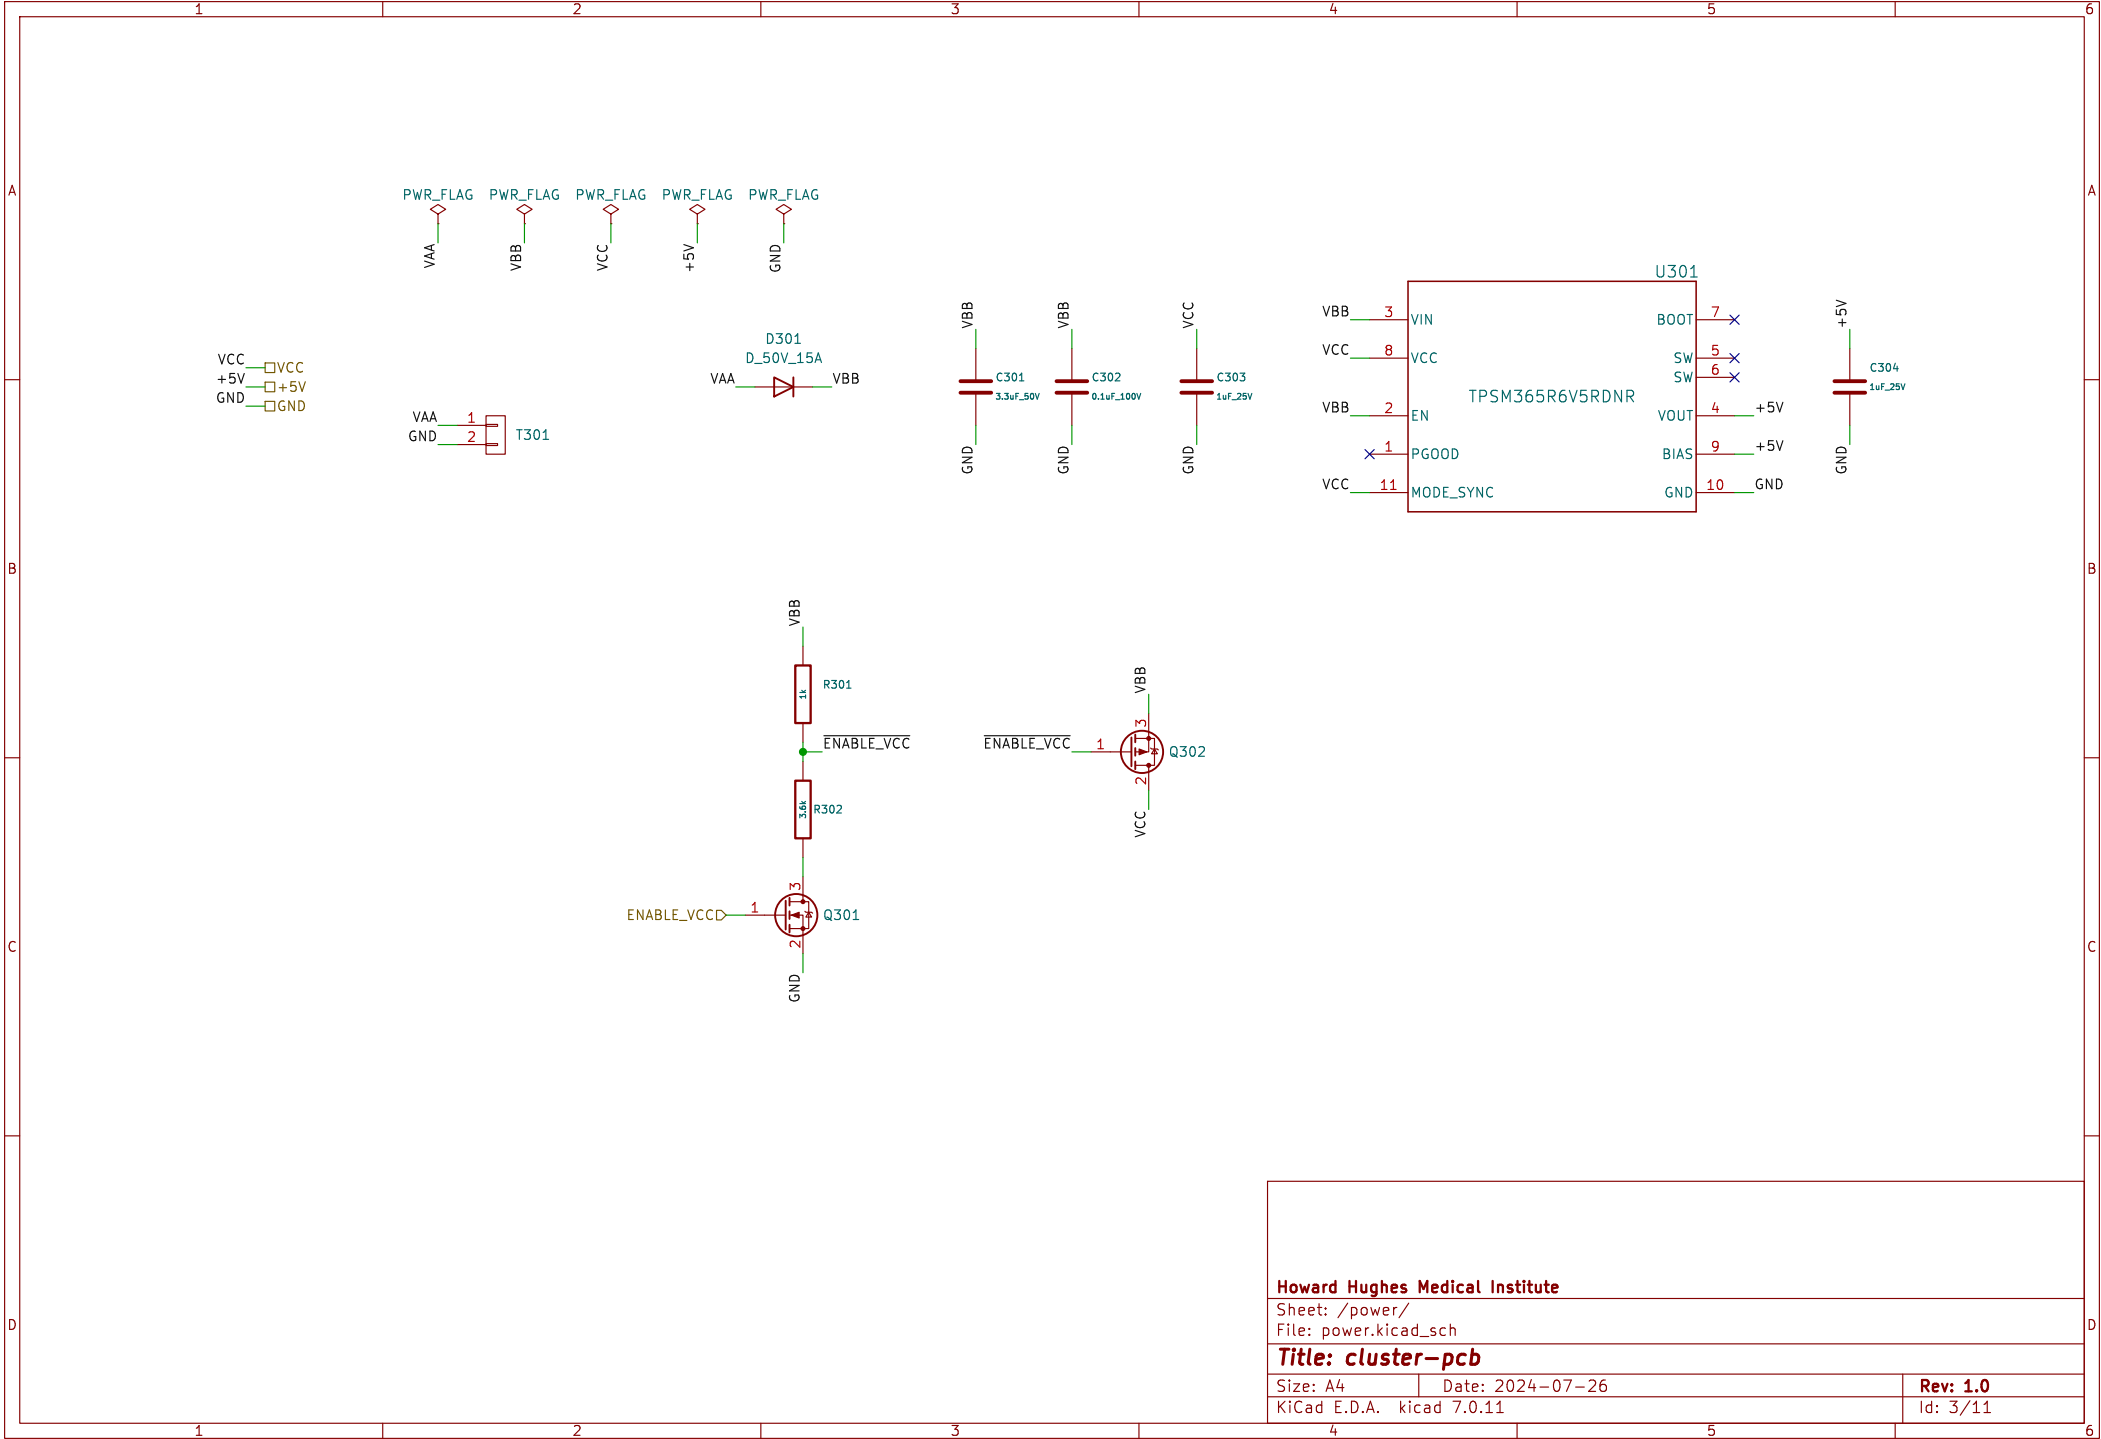 1 2 3 4 5 6
A A
B B
C C
D D
PWR_FLAG PWR_FLAG PWR_FLAG PWR_FLAG PWR_FLAG
VAA VBB VCC +5V GND
VCC VCC
+5V +5V
GND GND
VAA 1
GND 2
T301
D301
D_50V_15A
VAA VBB
VBB
C301
3.3uF_50V
GND
VBB
C302
0.1uF_100V
GND
VCC
C303
1uF_25V
GND
U301
TPSM365R6V5RDNR
VBB 3 VIN
VCC 8 VCC
VBB 2 EN
1 PGOOD
VCC 11 MODE_SYNC
BOOT 7
SW 5
SW 6
VOUT 4 +5V
BIAS 9 +5V
GND 10 GND
+5V
C304
1uF_25V
GND
VBB
1k
R301
ENABLE_VCC
3.6k
R302
3
ENABLE_VCC 1 Q301
2
GND
VBB
3
ENABLE_VCC 1 Q302
2
VCC
Howard Hughes Medical Institute
Sheet: /power/
File: power.kicad_sch
Title: cluster-pcb
Size: A4 Date: 2024-07-26 Rev: 1.0
KiCad E.D.A. kicad 7.0.11 Id: 3/11
1 2 3 4 5 6